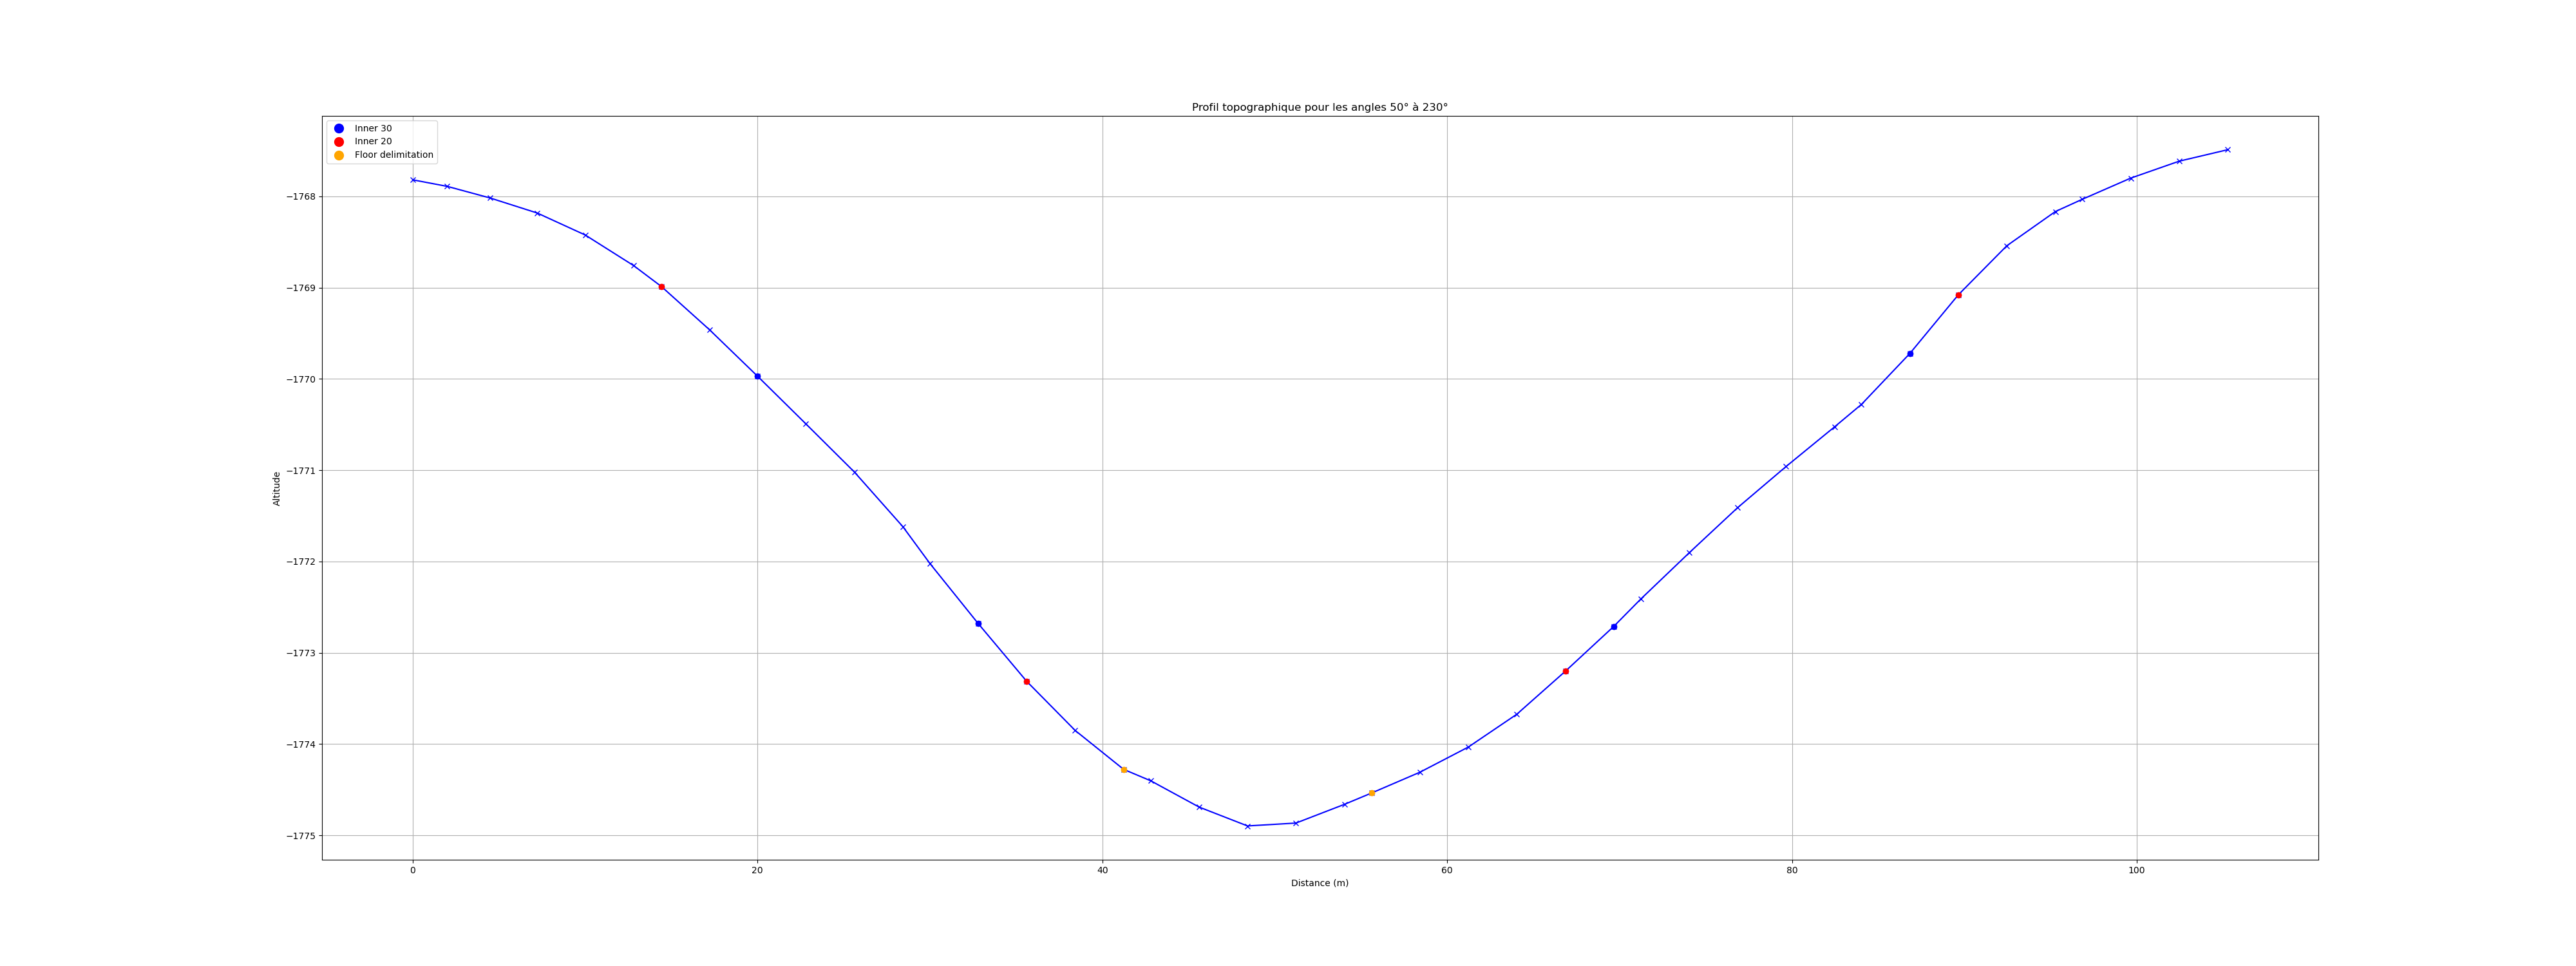 Profil topographique pour les angles 50° à 230°
Inner 30
Inner 20
Floor delimitation
Altitude
−1768
−1769
−1770
−1771
−1772
−1773
−1774
−1775
0
20
40
60
80
100
Distance (m)